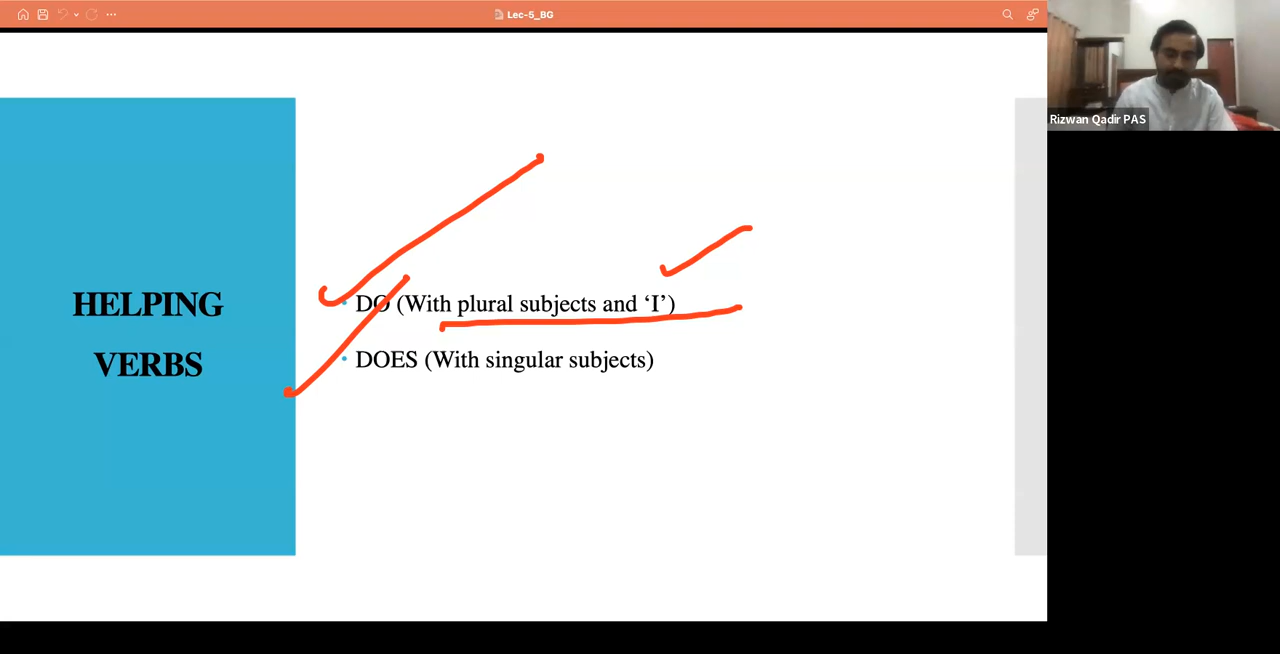 Lec-5_BG
Rizwan Qadir PAS
HELPING
VERBS
• DO (With plural subjects and ‘I’)
• DOES (With singular subjects)